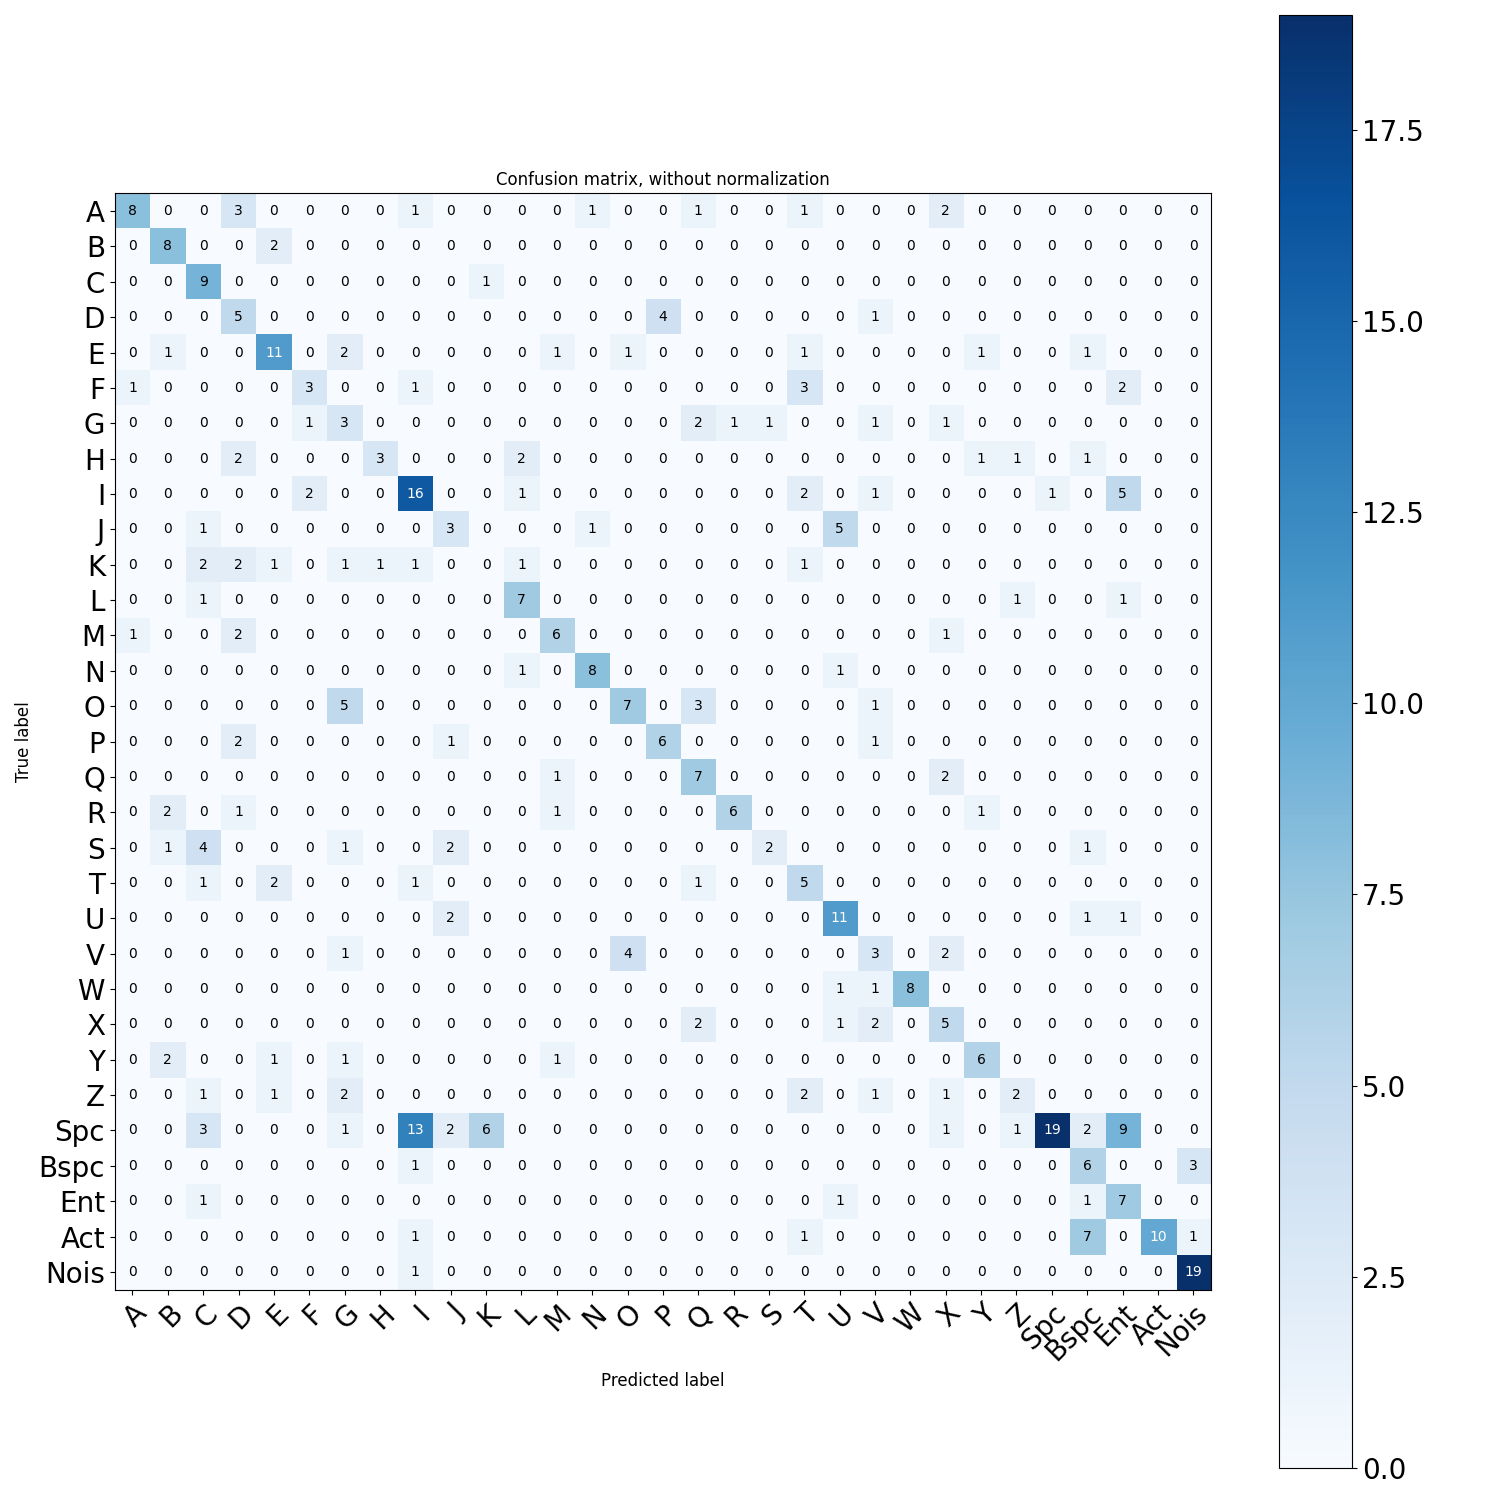 Confusion matrix, without normalization
True label
A 8 0 0 3 0 0 0 0 1 0 0 0 0 1 0 0 1 0 0 1 0 0 0 2 0 0 0 0 0 0 0
B 0 8 0 0 2 0 0 0 0 0 0 0 0 0 0 0 0 0 0 0 0 0 0 0 0 0 0 0 0 0 0
C 0 0 9 0 0 0 0 0 0 0 1 0 0 0 0 0 0 0 0 0 0 0 0 0 0 0 0 0 0 0 0
D 0 0 0 5 0 0 0 0 0 0 0 0 0 0 0 4 0 0 0 0 0 1 0 0 0 0 0 0 0 0 0
E 0 1 0 0 11 0 2 0 0 0 0 0 1 0 1 0 0 0 0 1 0 0 0 0 1 0 0 1 0 0 0
F 1 0 0 0 0 3 0 0 1 0 0 0 0 0 0 0 0 0 0 3 0 0 0 0 0 0 0 0 2 0 0
G 0 0 0 0 0 1 3 0 0 0 0 0 0 0 0 0 2 1 1 0 0 1 0 1 0 0 0 0 0 0 0
H 0 0 0 2 0 0 0 3 0 0 0 2 0 0 0 0 0 0 0 0 0 0 0 0 1 1 0 1 0 0 0
I 0 0 0 0 0 2 0 0 16 0 0 1 0 0 0 0 0 0 0 2 0 1 0 0 0 0 1 0 5 0 0
J 0 0 1 0 0 0 0 0 0 3 0 0 0 1 0 0 0 0 0 0 5 0 0 0 0 0 0 0 0 0 0
K 0 0 2 2 1 0 1 1 1 0 0 1 0 0 0 0 0 0 0 1 0 0 0 0 0 0 0 0 0 0 0
L 0 0 1 0 0 0 0 0 0 0 0 7 0 0 0 0 0 0 0 0 0 0 0 0 0 1 0 0 1 0 0
M 1 0 0 2 0 0 0 0 0 0 0 0 6 0 0 0 0 0 0 0 0 0 0 1 0 0 0 0 0 0 0
N 0 0 0 0 0 0 0 0 0 0 0 1 0 8 0 0 0 0 0 0 1 0 0 0 0 0 0 0 0 0 0
O 0 0 0 0 0 0 5 0 0 0 0 0 0 0 7 0 3 0 0 0 0 1 0 0 0 0 0 0 0 0 0
P 0 0 0 2 0 0 0 0 0 1 0 0 0 0 0 6 0 0 0 0 0 1 0 0 0 0 0 0 0 0 0
Q 0 0 0 0 0 0 0 0 0 0 0 0 1 0 0 0 7 0 0 0 0 0 0 2 0 0 0 0 0 0 0
R 0 2 0 1 0 0 0 0 0 0 0 0 1 0 0 0 0 6 0 0 0 0 0 0 1 0 0 0 0 0 0
S 0 1 4 0 0 0 1 0 0 2 0 0 0 0 0 0 0 0 2 0 0 0 0 0 0 0 0 1 0 0 0
T 0 0 1 0 2 0 0 0 1 0 0 0 0 0 0 0 1 0 0 5 0 0 0 0 0 0 0 0 0 0 0
U 0 0 0 0 0 0 0 0 0 2 0 0 0 0 0 0 0 0 0 0 11 0 0 0 0 0 0 1 1 0 0
V 0 0 0 0 0 0 1 0 0 0 0 0 0 0 4 0 0 0 0 0 0 3 0 2 0 0 0 0 0 0 0
W 0 0 0 0 0 0 0 0 0 0 0 0 0 0 0 0 0 0 0 0 1 1 8 0 0 0 0 0 0 0 0
X 0 0 0 0 0 0 0 0 0 0 0 0 0 0 0 0 2 0 0 0 1 2 0 5 0 0 0 0 0 0 0
Y 0 2 0 0 1 0 1 0 0 0 0 0 1 0 0 0 0 0 0 0 0 0 0 0 6 0 0 0 0 0 0
Z 0 0 1 0 1 0 2 0 0 0 0 0 0 0 0 0 0 0 0 2 0 1 0 1 0 2 0 0 0 0 0
Spc 0 0 3 0 0 0 1 0 13 2 6 0 0 0 0 0 0 0 0 0 0 0 0 1 0 1 19 2 9 0 0
Bspc 0 0 0 0 0 0 0 0 1 0 0 0 0 0 0 0 0 0 0 0 0 0 0 0 0 0 0 6 0 0 3
Ent 0 0 1 0 0 0 0 0 0 0 0 0 0 0 0 0 0 0 0 0 1 0 0 0 0 0 0 1 7 0 0
Act 0 0 0 0 0 0 0 0 1 0 0 0 0 0 0 0 0 0 0 1 0 0 0 0 0 0 0 7 0 10 1
Nois 0 0 0 0 0 0 0 0 1 0 0 0 0 0 0 0 0 0 0 0 0 0 0 0 0 0 0 0 0 0 19
A B C D E F G H I J K L M N O P Q R S T U V W X Y Z Spc Bspc Ent Act Nois
Predicted label
17.5
15.0
12.5
10.0
7.5
5.0
2.5
0.0